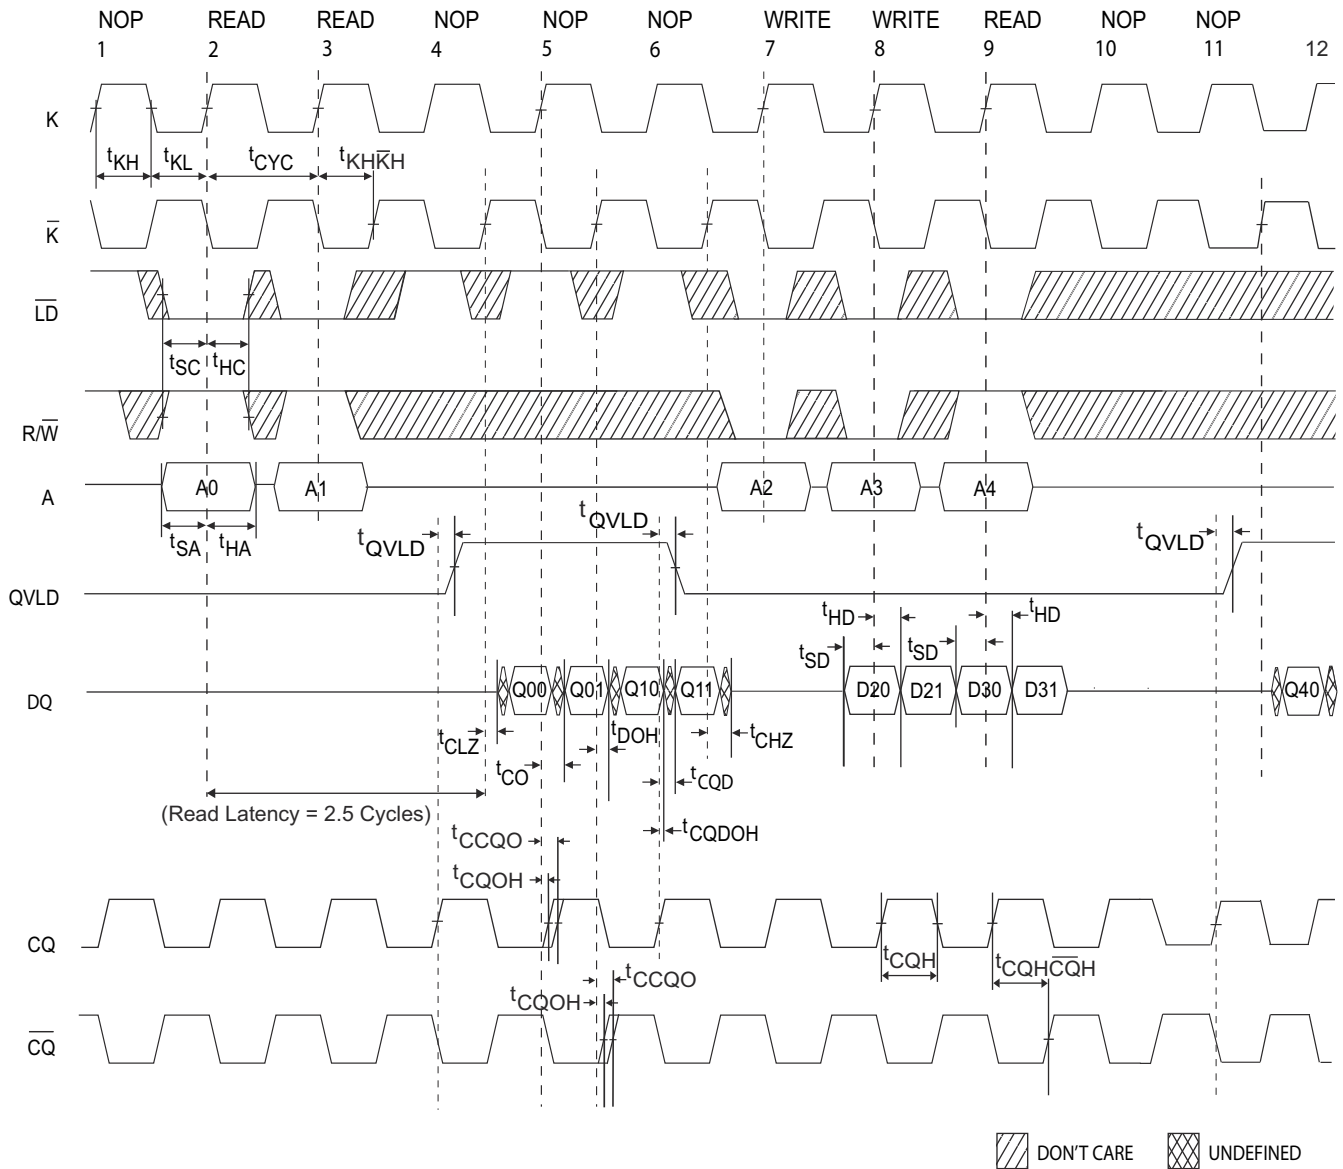 NOP READ READ NOP NOP NOP WRITE WRITE READ NOP NOP
1 2 3 4 5 6 7 8 9 10 11 12
K
tKH tKL tCYC tKHK̅H
K̅
L̅D̅
tSC tHC
R/W̅
A A0 A1 A2 A3 A4
tSA tHA tQVLD tQVLD tQVLD
QVLD
tHD tHD
tSD tSD
DQ Q00 Q01 Q10 Q11 D20 D21 D30 D31 Q40
tCLZ tDOH tCHZ
tCO tCQD
(Read Latency = 2.5 Cycles)
tCQDOH
tCCQO
tCQOH
CQ
tCQH tCQHC̅Q̅H
tCCQO
tCQOH
C̅Q̅
DON'T CARE UNDEFINED